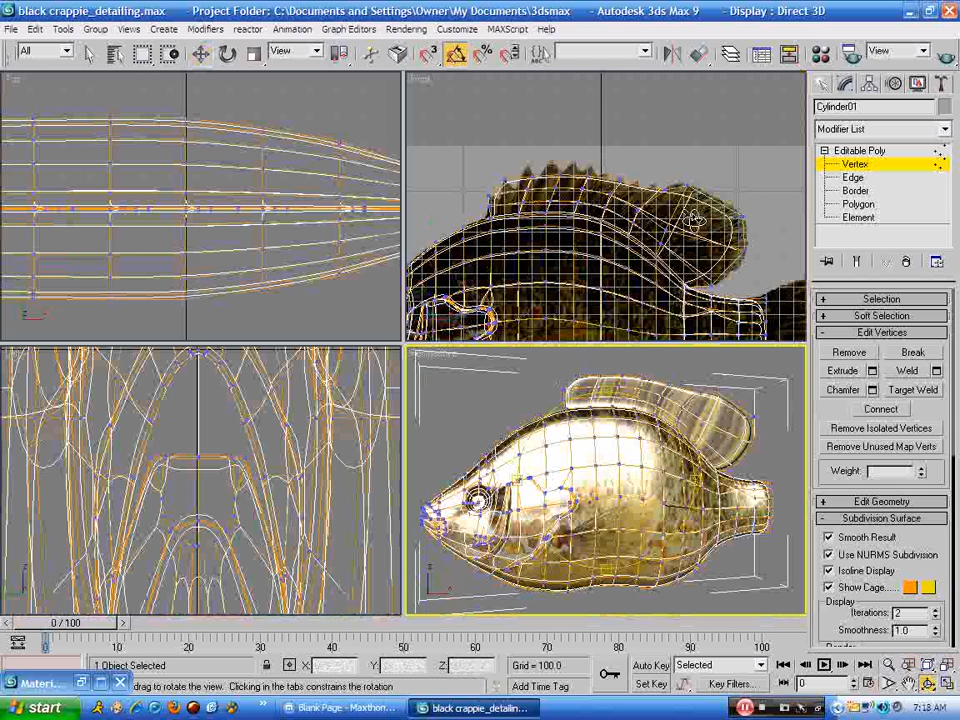 black crappie_detailing.max - Project Folder: C:\Documents and Settings\Owner\My Documents\3dsmax - Autodesk 3ds Max 9 - Display : Direct 3D
File Edit Tools Group Views Create Modifiers reactor Animation Graph Editors Rendering Customize MAXScript Help
All View View
Cylinder01
Modifier List
Editable Poly
Vertex
Edge
Border
Polygon
Element
+ Selection
+ Soft Selection
- Edit Vertices
Remove Break
Extrude Weld
Chamfer Target Weld
Connect
Remove Isolated Vertices
Remove Unused Map Verts
Weight:
+ Edit Geometry
- Subdivision Surface
Smooth Result
Use NURMS Subdivision
Isoline Display
Show Cage......
Display
Iterations: 2
Smoothness: 1.0
0 / 100
0 10 20 30 40 50 60 70 80 90 100
1 Object Selected X: Y: Z: Grid = 100.0 Auto Key Selected
Materi... drag to rotate the view. Clicking in the tabs constrains the rotation Add Time Tag Set Key Key Filters... 0
start Blank Page - Maxthon... black crappie_detailin... 7:18 AM